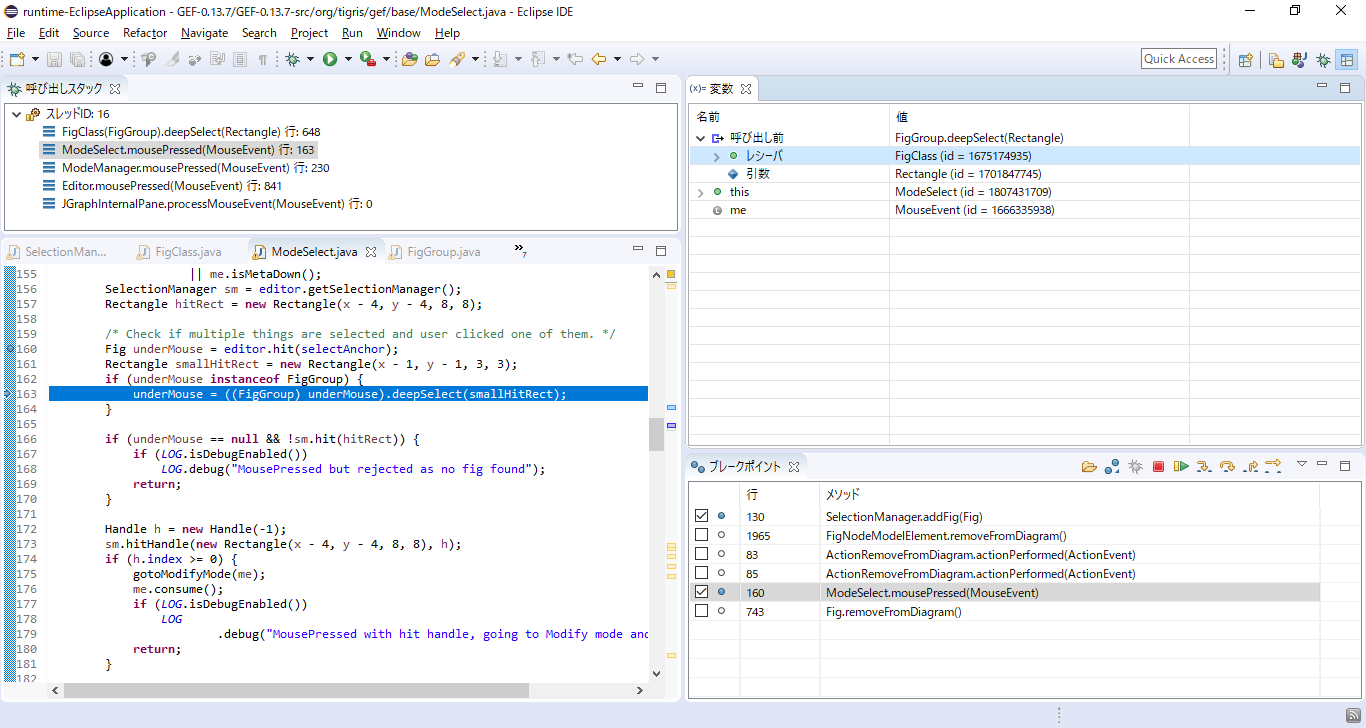 runtime-EclipseApplication - GEF-0.13.7/GEF-0.13.7-src/org/tigris/gef/base/ModeSelect.java - Eclipse IDE
File Edit Source Refactor Navigate Search Project Run Window Help
Quick Access
呼び出しスタック
スレッドID: 16
FigClass(FigGroup).deepSelect(Rectangle) 行: 648
ModeSelect.mousePressed(MouseEvent) 行: 163
ModeManager.mousePressed(MouseEvent) 行: 230
Editor.mousePressed(MouseEvent) 行: 841
JGraphInternalPane.processMouseEvent(MouseEvent) 行: 0
SelectionMan... FigClass.java ModeSelect.java FigGroup.java »7
155 || me.isMetaDown();
156 SelectionManager sm = editor.getSelectionManager();
157 Rectangle hitRect = new Rectangle(x - 4, y - 4, 8, 8);
158
159 /* Check if multiple things are selected and user clicked one of them. */
160 Fig underMouse = editor.hit(selectAnchor);
161 Rectangle smallHitRect = new Rectangle(x - 1, y - 1, 3, 3);
162 if (underMouse instanceof FigGroup) {
163 underMouse = ((FigGroup) underMouse).deepSelect(smallHitRect);
164 }
165
166 if (underMouse == null && !sm.hit(hitRect)) {
167 if (LOG.isDebugEnabled())
168 LOG.debug("MousePressed but rejected as no fig found");
169 return;
170 }
171
172 Handle h = new Handle(-1);
173 sm.hitHandle(new Rectangle(x - 4, y - 4, 8, 8), h);
174 if (h.index >= 0) {
175 gotoModifyMode(me);
176 me.consume();
177 if (LOG.isDebugEnabled())
178 LOG
179 .debug("MousePressed with hit handle, going to Modify mode and
180 return;
181 }
182
(x)= 変数
名前 値
呼び出し前 FigGroup.deepSelect(Rectangle)
レシーバ FigClass (id = 1675174935)
引数 Rectangle (id = 1701847745)
this ModeSelect (id = 1807431709)
me MouseEvent (id = 1666335938)
ブレークポイント
行 メソッド
130 SelectionManager.addFig(Fig)
1965 FigNodeModelElement.removeFromDiagram()
83 ActionRemoveFromDiagram.actionPerformed(ActionEvent)
85 ActionRemoveFromDiagram.actionPerformed(ActionEvent)
160 ModeSelect.mousePressed(MouseEvent)
743 Fig.removeFromDiagram()